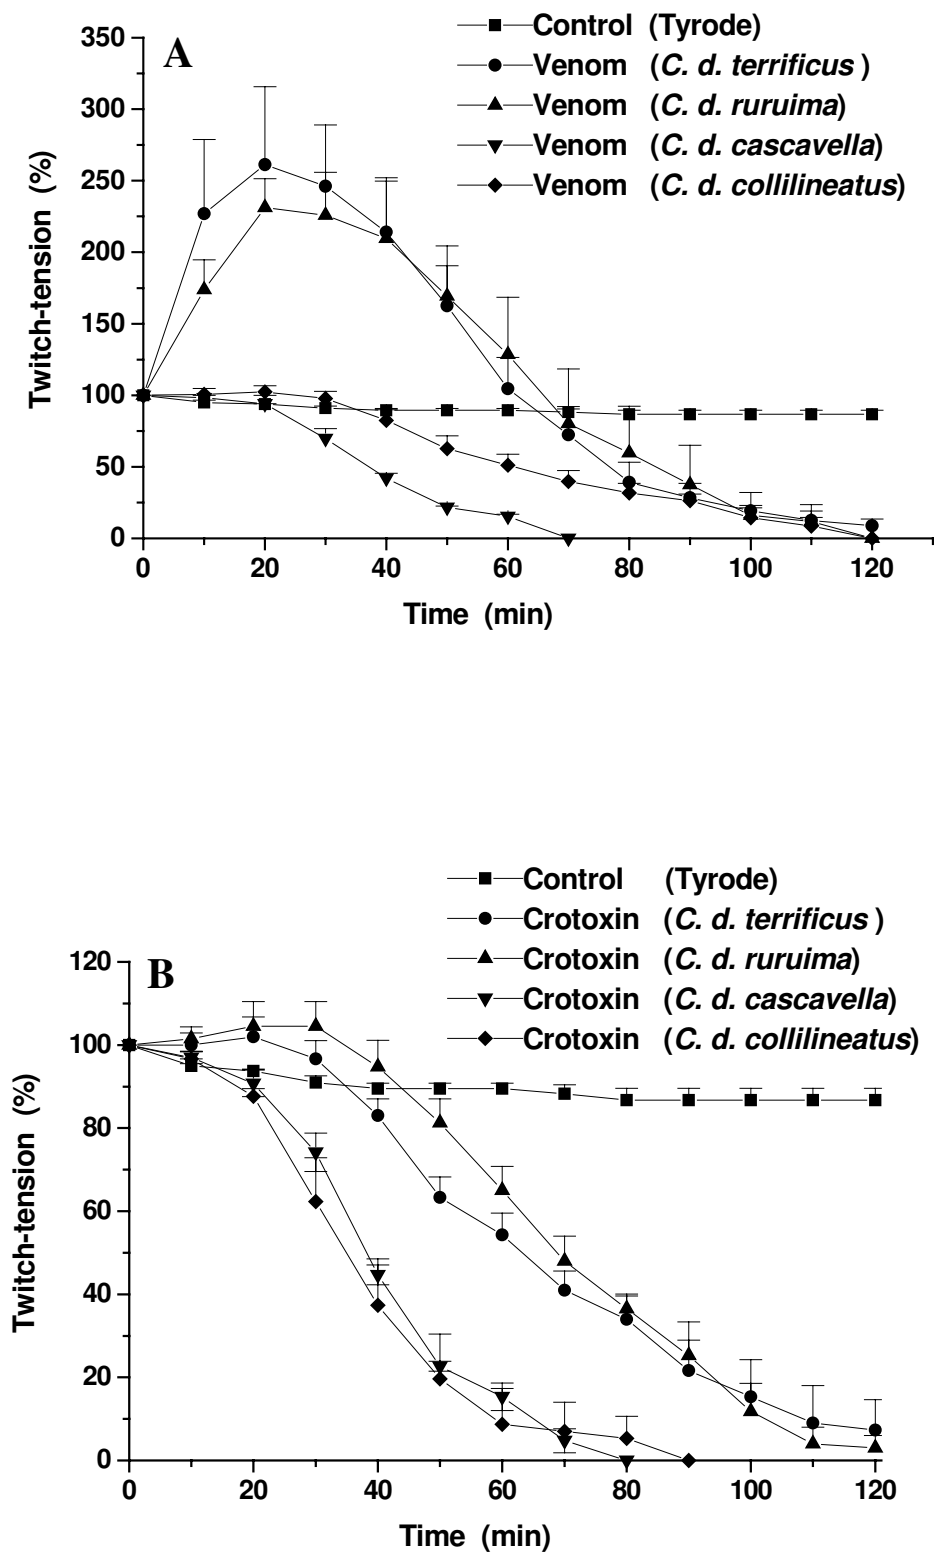 A
Control (Tyrode)
Venom (C. d. terrificus )
Venom (C. d. ruruima)
Venom (C. d. cascavella)
Venom (C. d. collilineatus)
350
300
250
200
150
100
50
0
Twitch-tension (%)
0 20 40 60 80 100 120
Time (min)
B
Control (Tyrode)
Crotoxin (C. d. terrificus )
Crotoxin (C. d. ruruima)
Crotoxin (C. d. cascavella)
Crotoxin (C. d. collilineatus)
120
100
80
60
40
20
0
Twitch-tension (%)
0 20 40 60 80 100 120
Time (min)